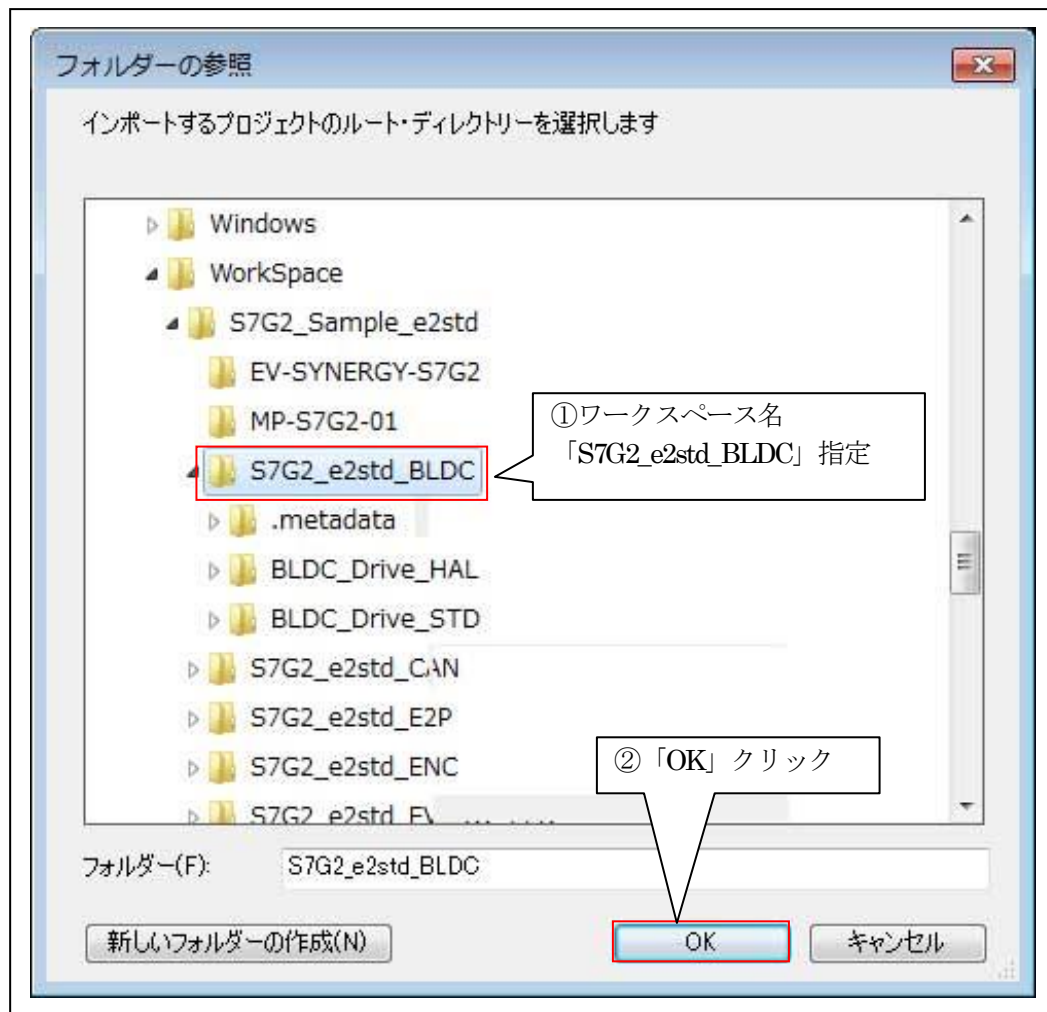 フォルダーの参照
インポートするプロジェクトのルート・ディレクトリーを選択します
Windows
WorkSpace
S7G2_Sample_e2std
EV-SYNERGY-S7G2
MP-S7G2-01
①ワークスペース名
「S7G2_e2std_BLDC」指定
S7G2_e2std_BLDC
.metadata
BLDC_Drive_HAL
BLDC_Drive_STD
S7G2_e2std_CAN
S7G2_e2std_E2P
②「OK」クリック
S7G2_e2std_ENC
フォルダー(F):
S7G2_e2std_BLDC
新しいフォルダーの作成(N)
OK
キャンセル